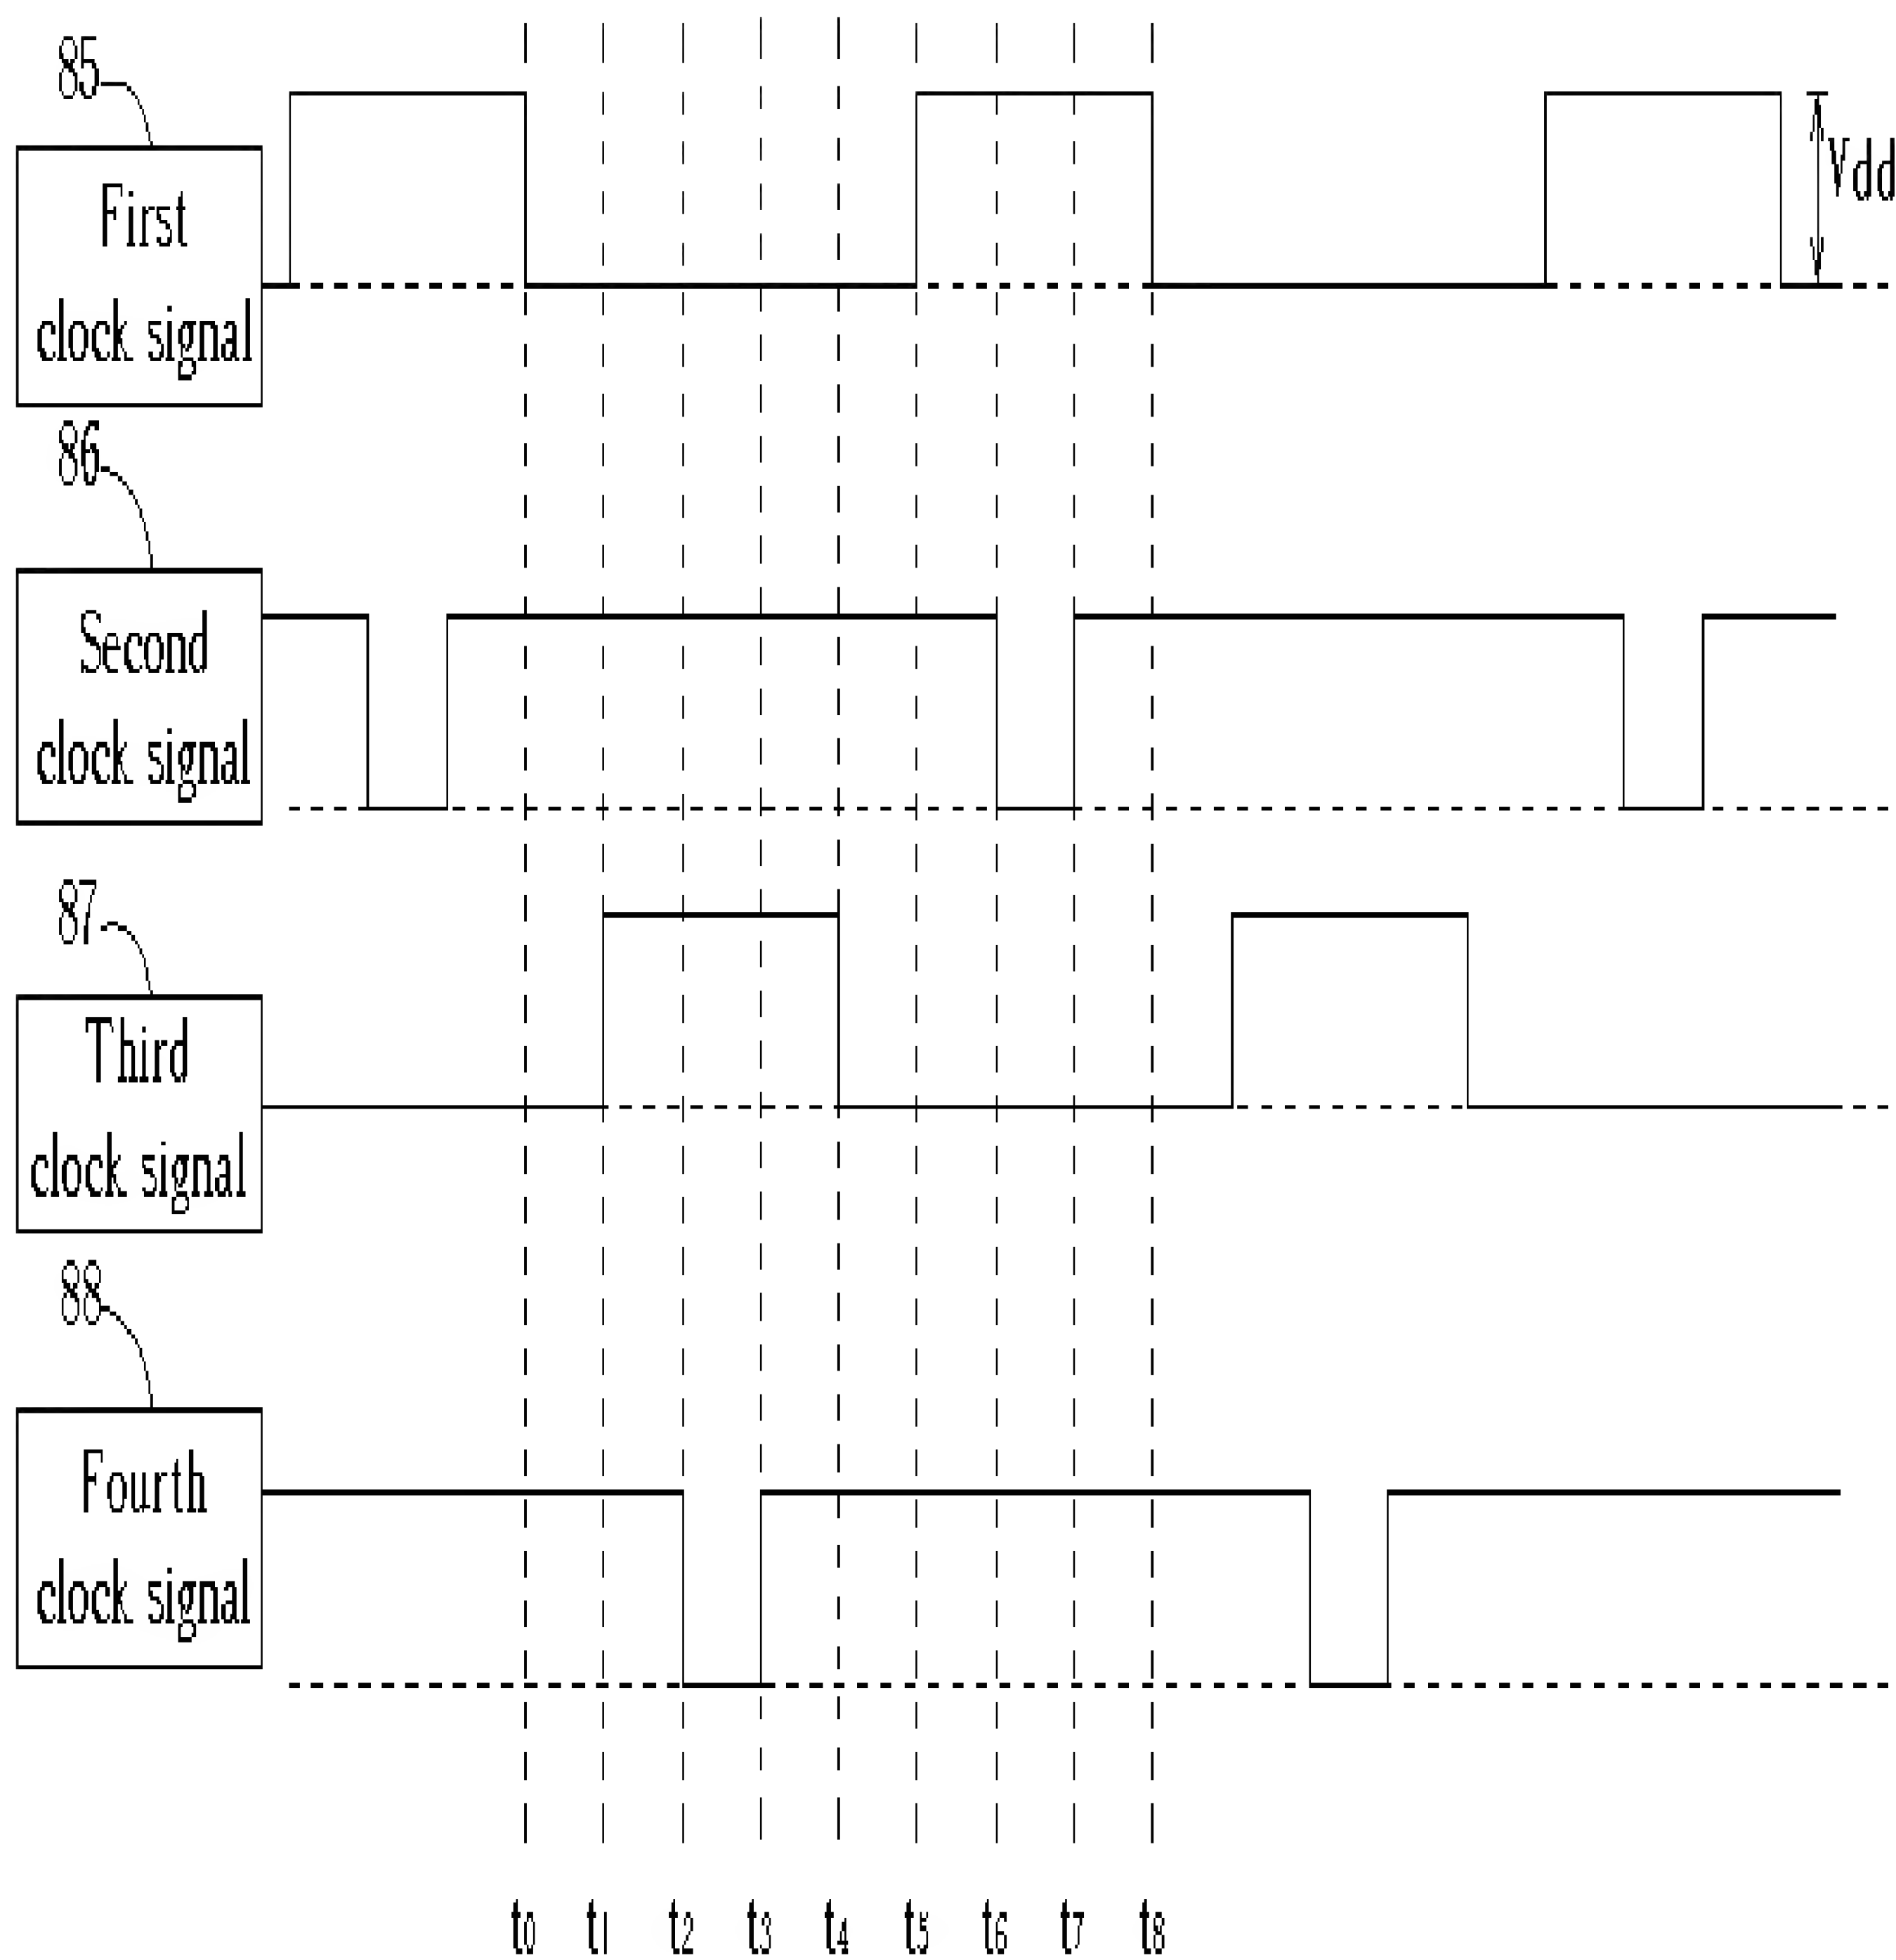 85
First
clock signal
Vdd
86
Second
clock signal
87
Third
clock signal
88
Fourth
clock signal
t0 t1 t2 t3 t4 t5 t6 t7 t8